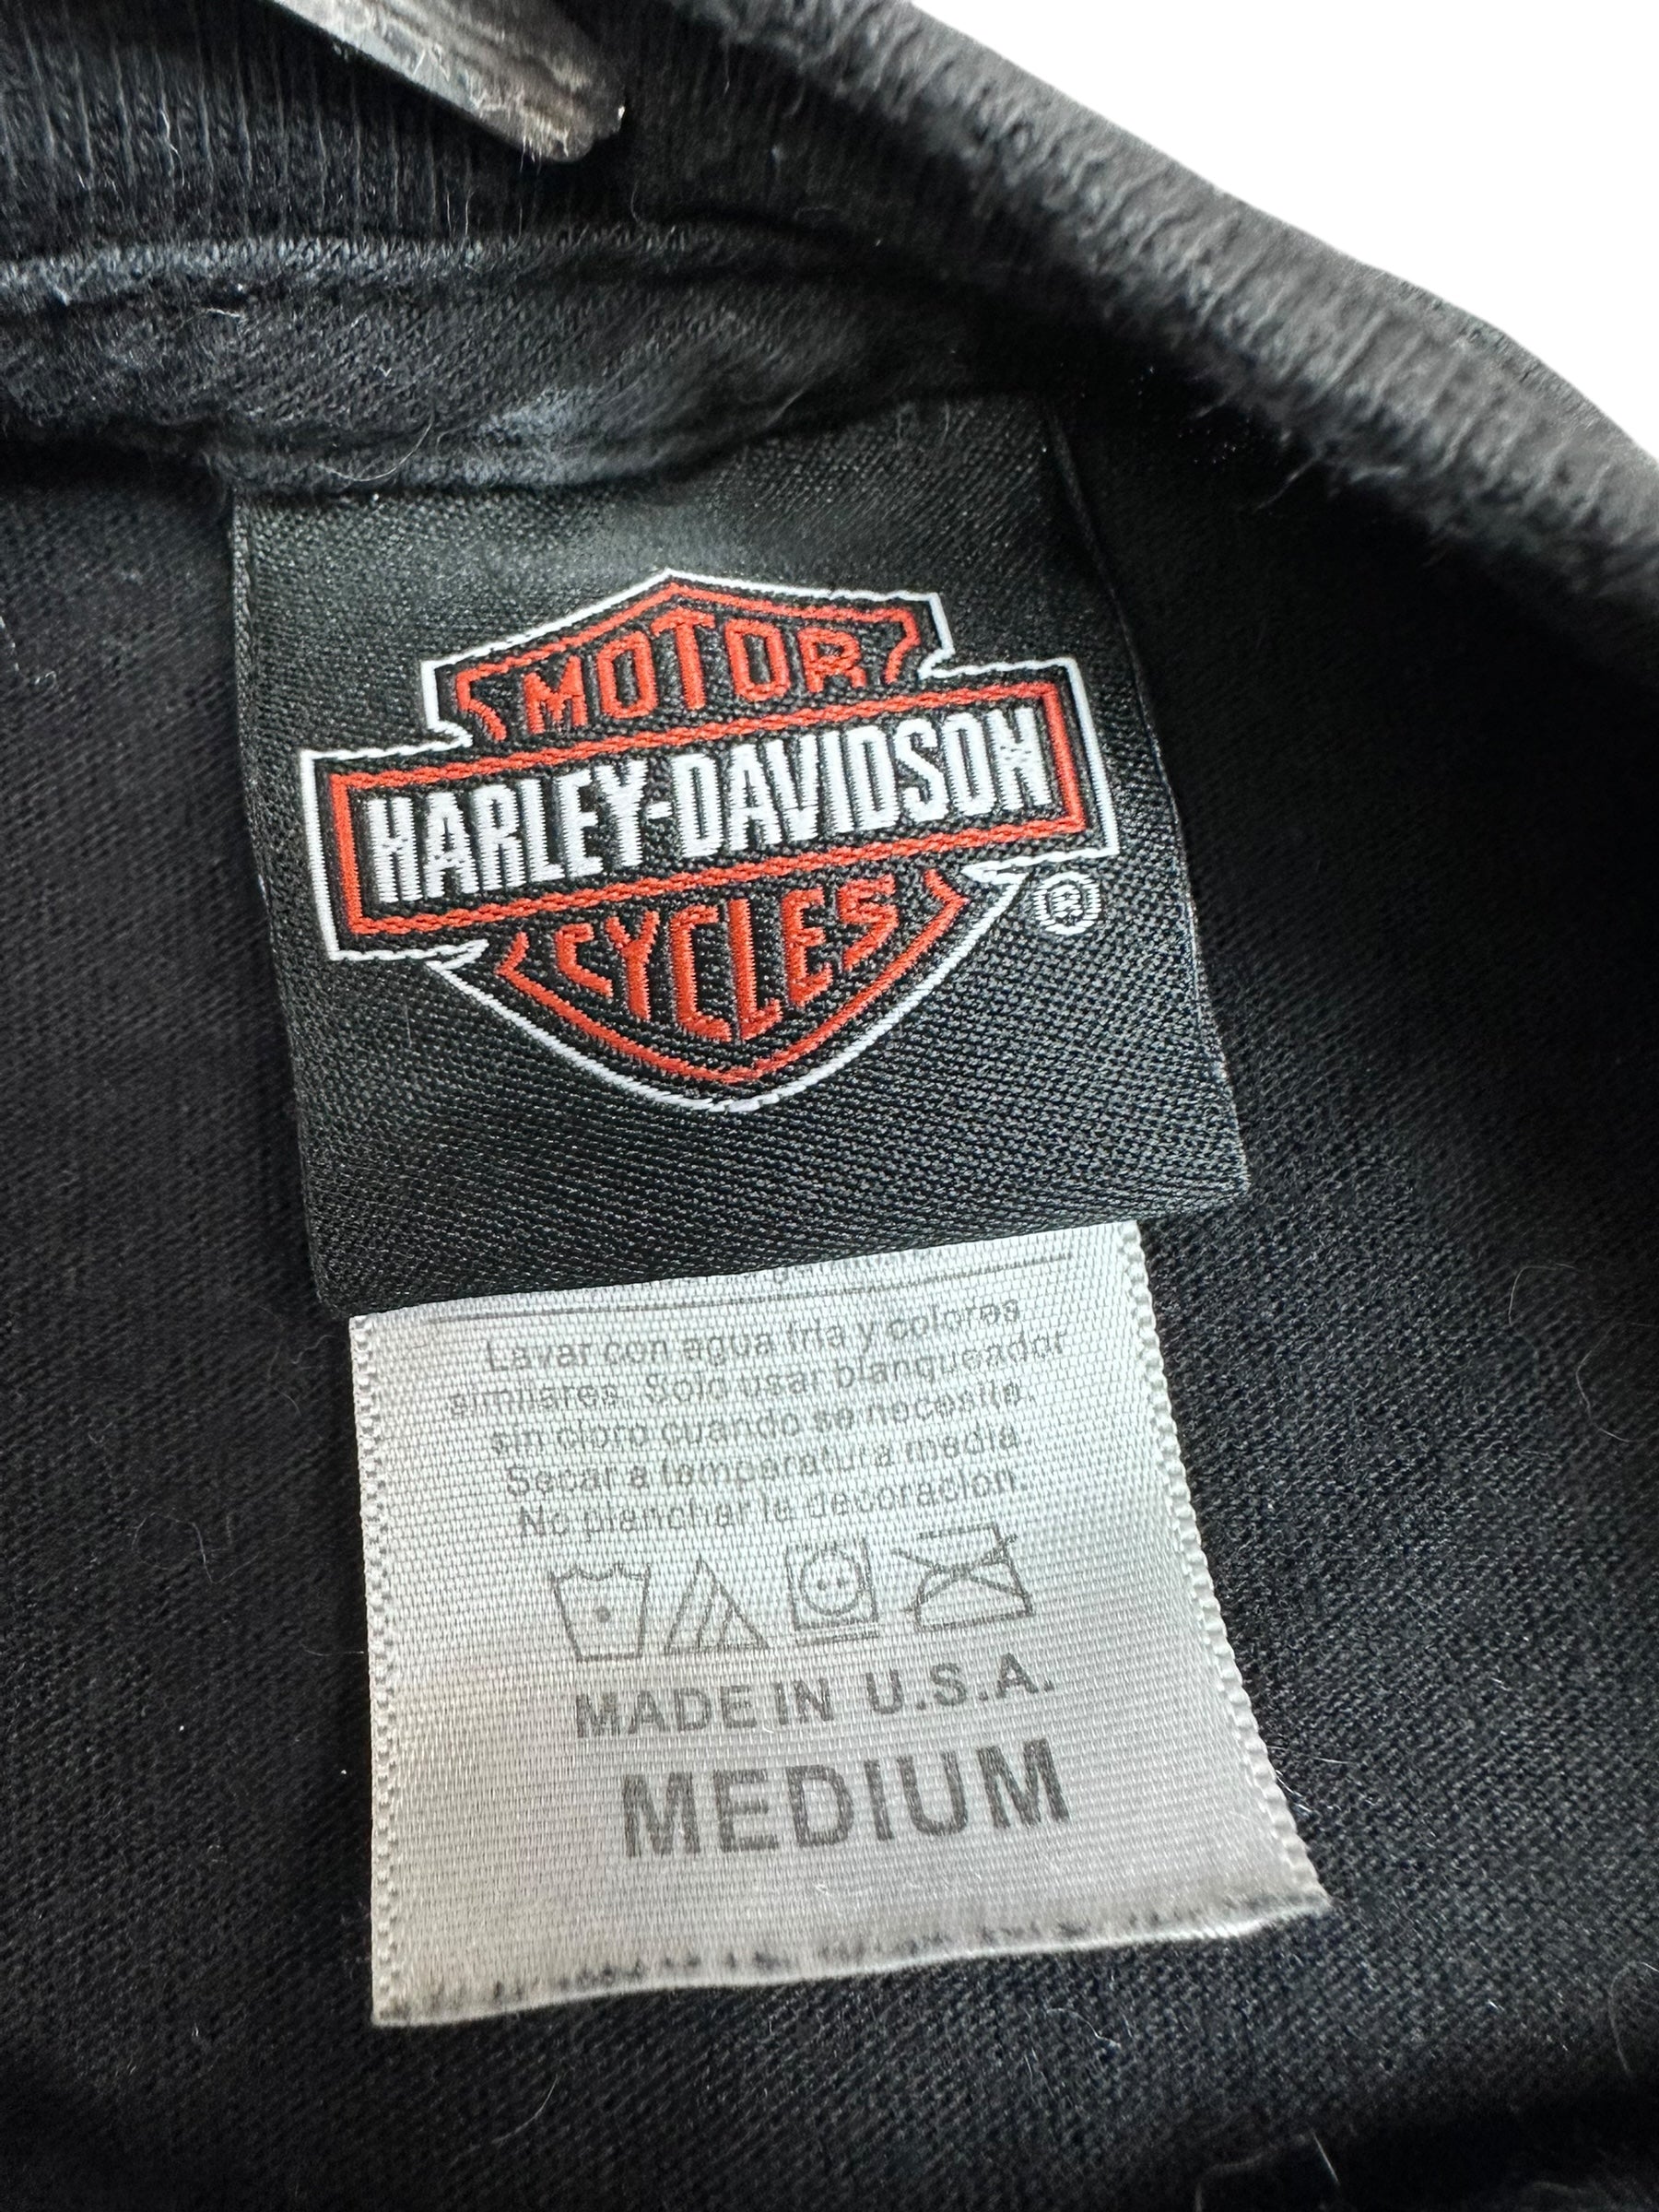 MOTOR
HARLEY-DAVIDSON
CYCLES
®
Lavar con agua fria y colores
similares. Solo usar blanqueador
sin cloro cuando se necesite.
Secar a temperatura media.
No planchar la decoracion.
MADE IN U.S.A.
MEDIUM